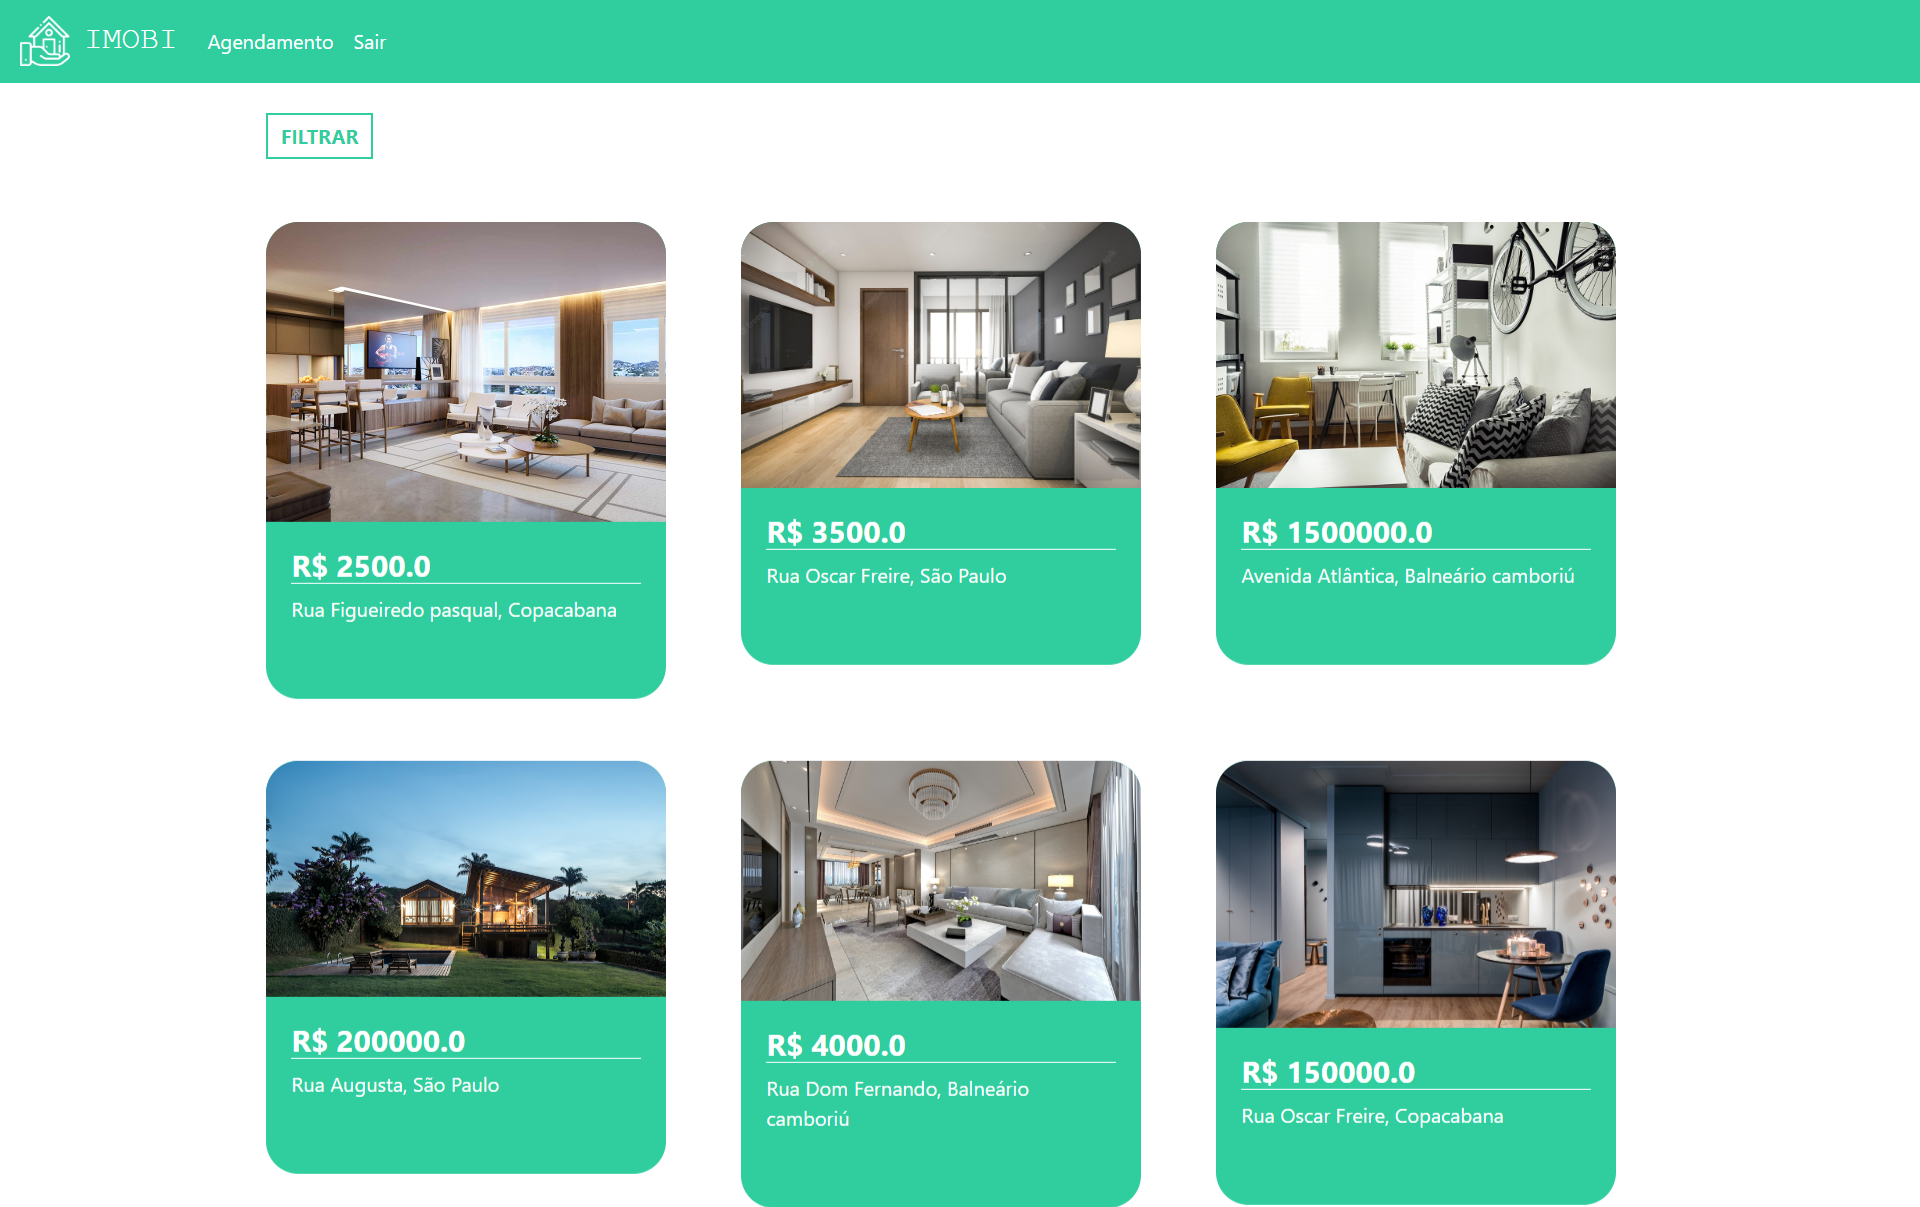 IMOBI Agendamento Sair
FILTRAR
R$ 2500.0
Rua Figueiredo pasqual, Copacabana
R$ 3500.0
Rua Oscar Freire, São Paulo
R$ 1500000.0
Avenida Atlântica, Balneário camboriú
R$ 200000.0
Rua Augusta, São Paulo
R$ 4000.0
Rua Dom Fernando, Balneário
camboriú
R$ 150000.0
Rua Oscar Freire, Copacabana